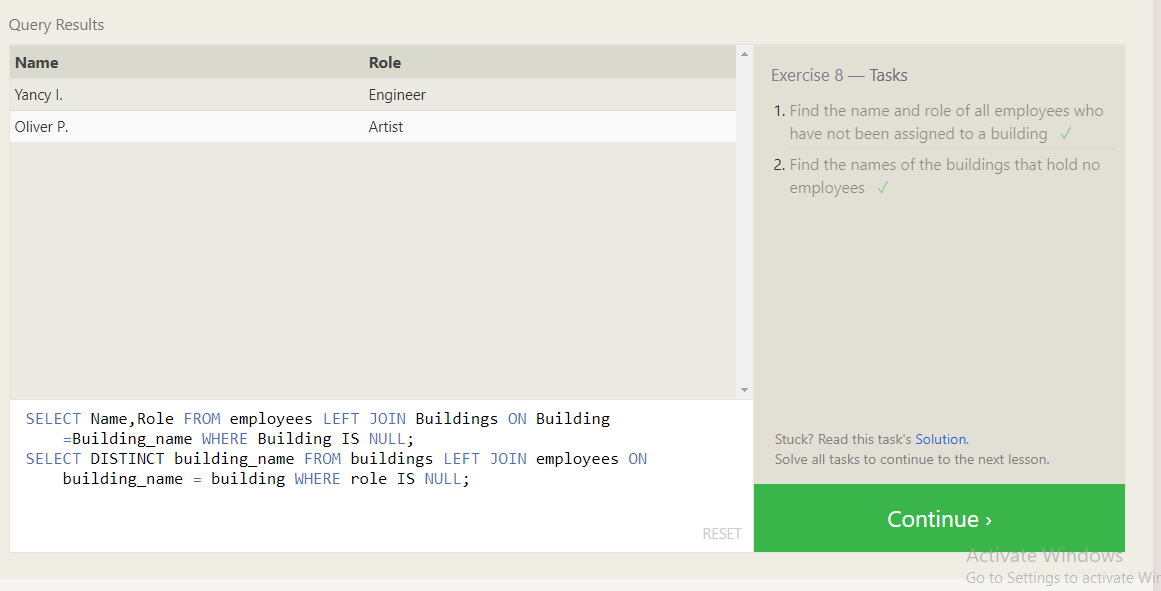 Query Results
Name Role
Yancy I. Engineer
Oliver P. Artist
SELECT Name,Role FROM employees LEFT JOIN Buildings ON Building
=Building_name WHERE Building IS NULL;
SELECT DISTINCT building_name FROM buildings LEFT JOIN employees ON
building_name = building WHERE role IS NULL;
RESET
Exercise 8 — Tasks
1. Find the name and role of all employees who
have not been assigned to a building ✓
2. Find the names of the buildings that hold no
employees ✓
Stuck? Read this task's Solution.
Solve all tasks to continue to the next lesson.
Continue ›
Activate Windows
Go to Settings to activate Wi